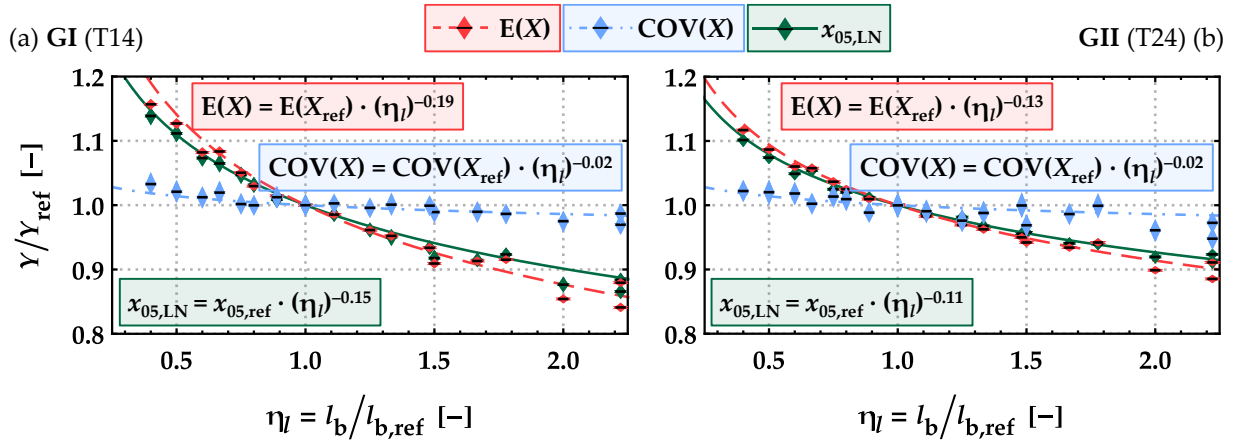 E(X) COV(X) x05,LN
(a) GI (T14)
GII (T24) (b)
Y/Yref [–]
1.2
1.1
1.0
0.9
0.8
E(X) = E(Xref) · (ηl)–0.19
COV(X) = COV(Xref) · (ηl)–0.02
x05,LN = x05,ref · (ηl)–0.15
0.5 1.0 1.5 2.0
ηl = lb/lb,ref [–]
1.2
1.1
1.0
0.9
0.8
E(X) = E(Xref) · (ηl)–0.13
COV(X) = COV(Xref) · (ηl)–0.02
x05,LN = x05,ref · (ηl)–0.11
0.5 1.0 1.5 2.0
ηl = lb/lb,ref [–]